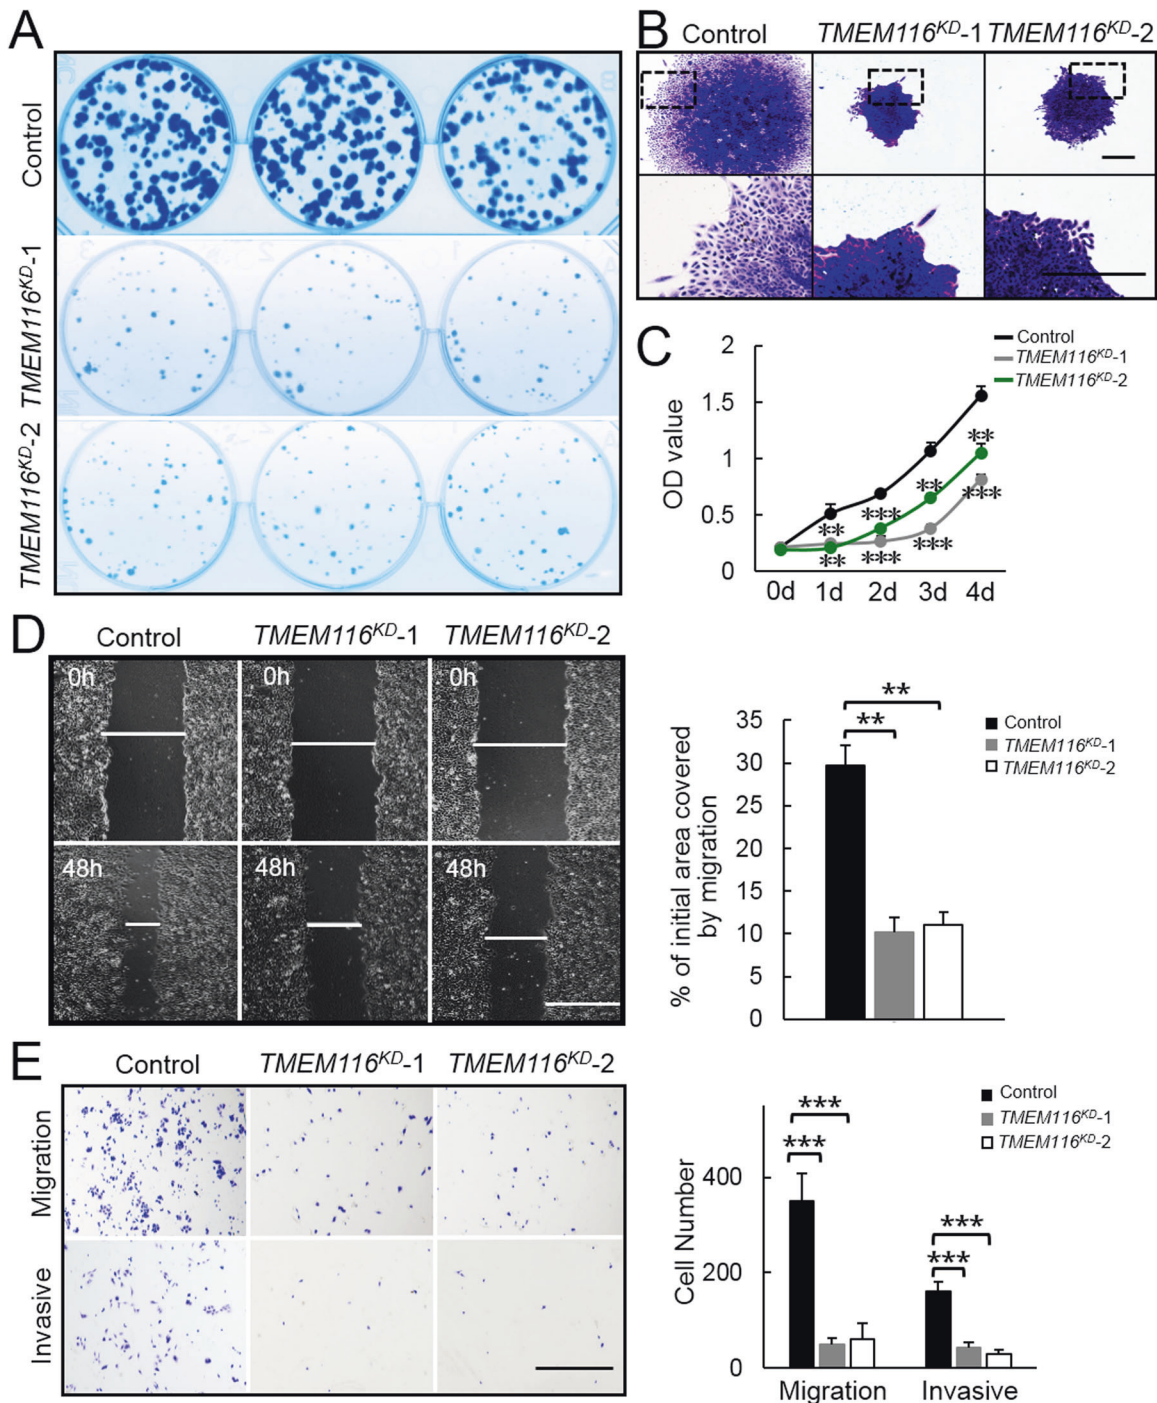 A
Control
TMEM116KD-1
TMEM116KD-2
B
Control
TMEM116KD-1
TMEM116KD-2
C
OD value
2
1.5
1
0.5
0
0d
1d
2d
3d
4d
Control
TMEM116KD-1
TMEM116KD-2
**
**
***
***
**
***
**
***
D
Control
TMEM116KD-1
TMEM116KD-2
0h
0h
0h
48h
48h
48h
% of initial area covered
by migration
35
30
25
20
15
10
5
0
**
**
Control
TMEM116KD-1
TMEM116KD-2
E
Control
TMEM116KD-1
TMEM116KD-2
Migration
Invasive
Cell Number
400
200
0
***
***
***
***
Migration
Invasive
Control
TMEM116KD-1
TMEM116KD-2